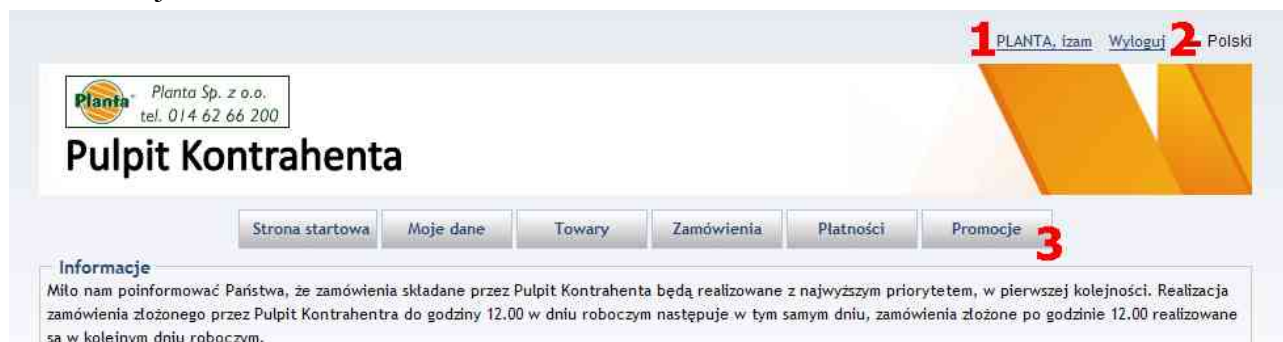 1 PLANTA, izam Wyloguj 2 Polski
Planta Planta Sp. z o.o.
tel. 014 62 66 200
Pulpit Kontrahenta
Strona startowa Moje dane Towary Zamówienia Płatności Promocje 3
Informacje
Miło nam poinformować Państwa, że zamówienia składane przez Pulpit Kontrahenta będą realizowane z najwyższym priorytetem, w pierwszej kolejności. Realizacja
zamówienia złożonego przez Pulpit Kontrahentra do godziny 12.00 w dniu roboczym następuje w tym samym dniu, zamówienia złożone po godzinie 12.00 realizowane
są w kolejnym dniu roboczym.